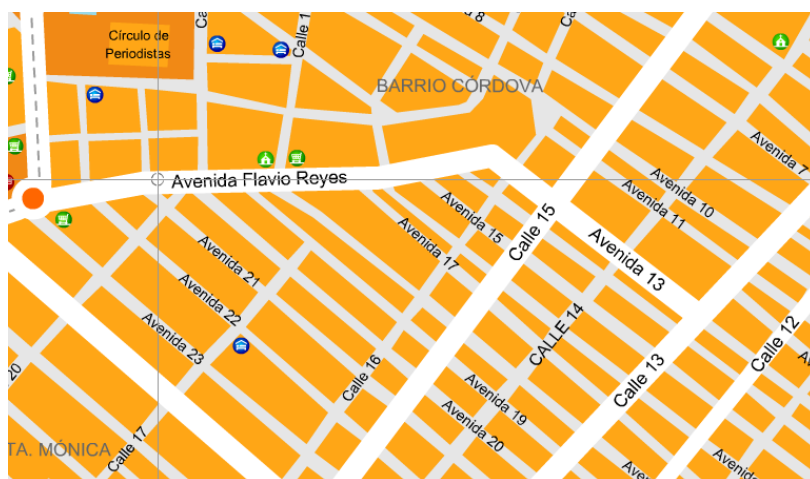 Círculo de
Periodistas
Calle 1
BARRIO CÓRDOVA
Avenida 7
Avenida Flavio Reyes
Avenida 10
Avenida 11
Avenida 15
Avenida 17
Calle 15
Avenida 13
Avenida 21
Avenida 22
Avenida 23
CALLE 14
Calle 12
Calle 13
Calle 16
20
Avenida 19
Avenida 20
Calle 17
TA. MÓNICA